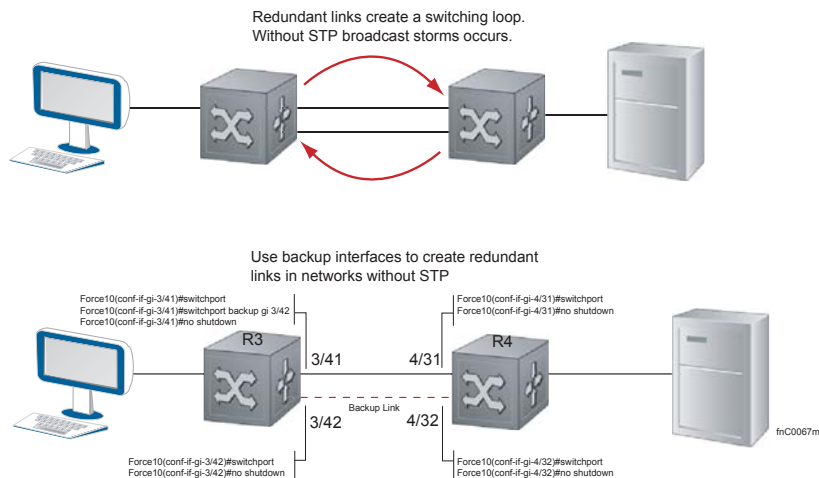 Redundant links create a switching loop.
Without STP broadcast storms occurs.
Use backup interfaces to create redundant
links in networks without STP
Force10(conf-if-gi-3/41)#switchport
Force10(conf-if-gi-3/41)#switchport backup gi 3/42
Force10(conf-if-gi-3/41)#no shutdown
Force10(conf-if-gi-4/31)#switchport
Force10(conf-if-gi-4/31)#no shutdown
R3
R4
3/41
4/31
Backup Link
3/42
4/32
fnC0067m
Force10(conf-if-gi-3/42)#switchport
Force10(conf-if-gi-3/42)#no shutdown
Force10(conf-if-gi-4/32)#switchport
Force10(conf-if-gi-4/32)#no shutdown